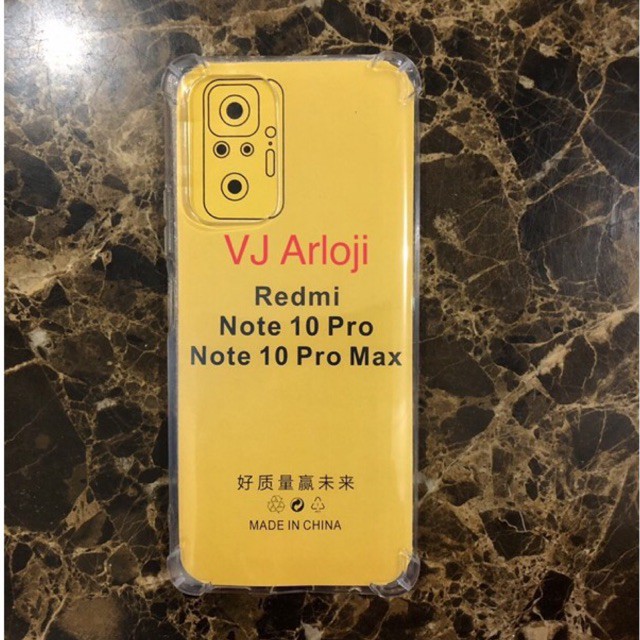 VJ Arloji
Redmi
Note 10 Pro
Note 10 Pro Max
好质量赢未来
MADE IN CHINA